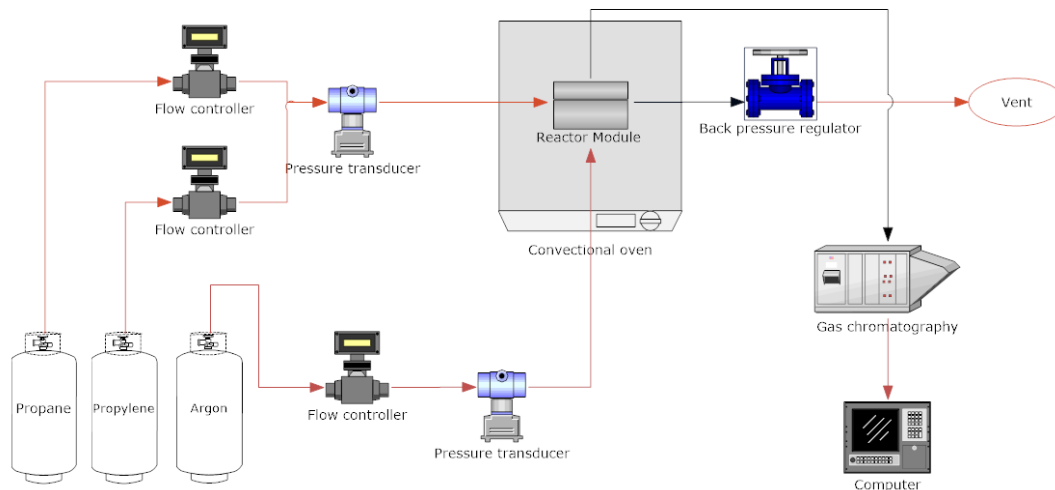 Flow controller
Pressure transducer
Flow controller
Reactor Module
Convectional oven
Back pressure regulator
Vent
Gas chromatography
Propane
Propylene
Argon
Flow controller
Pressure transducer
Computer